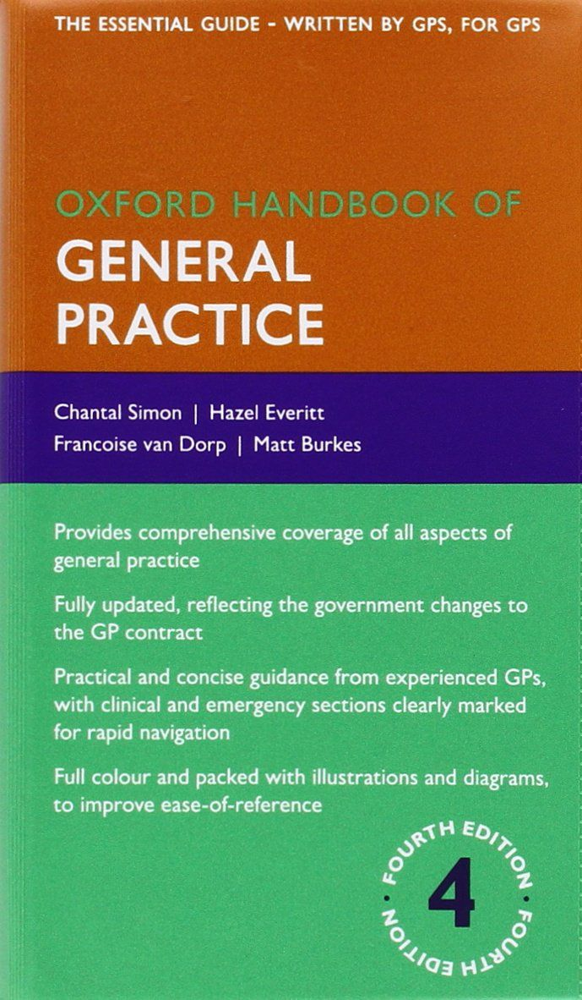 THE ESSENTIAL GUIDE - WRITTEN BY GPS, FOR GPS
OXFORD HANDBOOK OF
GENERAL
PRACTICE
Chantal Simon | Hazel Everitt
Francoise van Dorp | Matt Burkes
Provides comprehensive coverage of all aspects of
general practice
Fully updated, reflecting the government changes to
the GP contract
Practical and concise guidance from experienced GPs,
with clinical and emergency sections clearly marked
for rapid navigation
Full colour and packed with illustrations and diagrams,
to improve ease-of-reference
FOURTH EDITION · FOURTH EDITION ·
4